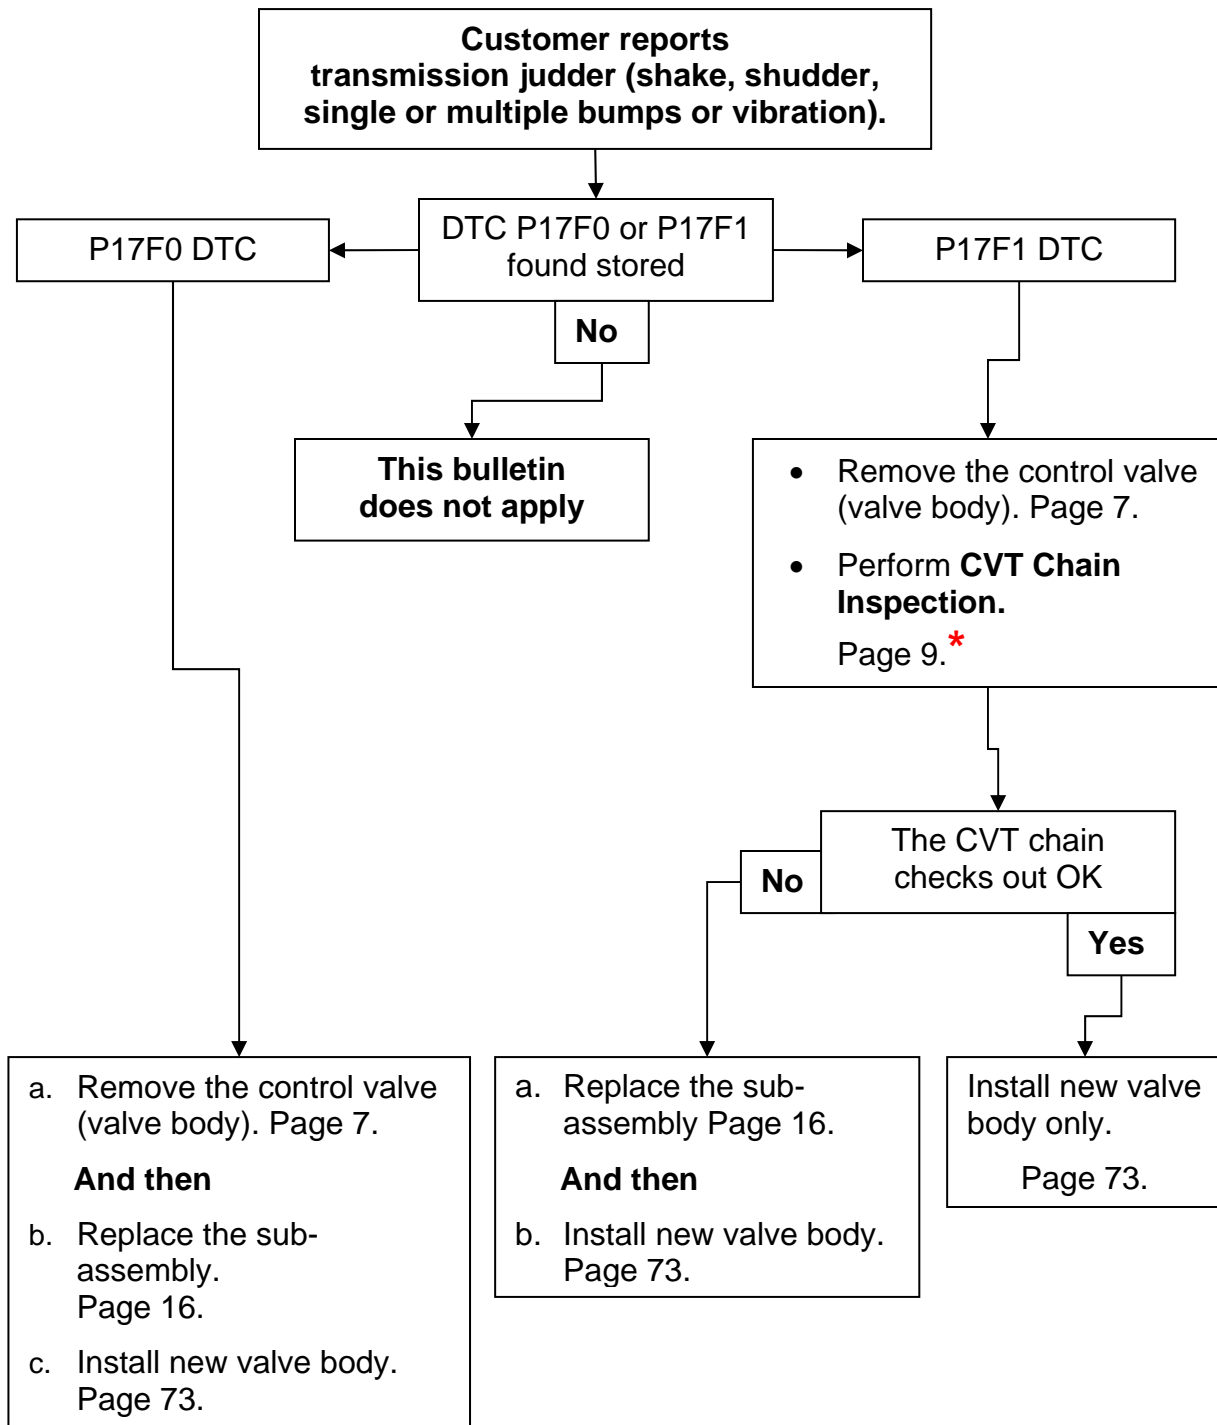 Customer reports
transmission judder (shake, shudder,
single or multiple bumps or vibration).
DTC P17F0 or P17F1
found stored
P17F0 DTC
P17F1 DTC
No
This bulletin
does not apply
• Remove the control valve
(valve body). Page 7.
• Perform CVT Chain
Inspection.
Page 9.*
The CVT chain
checks out OK
No
Yes
a. Remove the control valve
(valve body). Page 7.
And then
b. Replace the sub-
assembly.
Page 16.
c. Install new valve body.
Page 73.
a. Replace the sub-
assembly Page 16.
And then
b. Install new valve body.
Page 73.
Install new valve
body only.
Page 73.